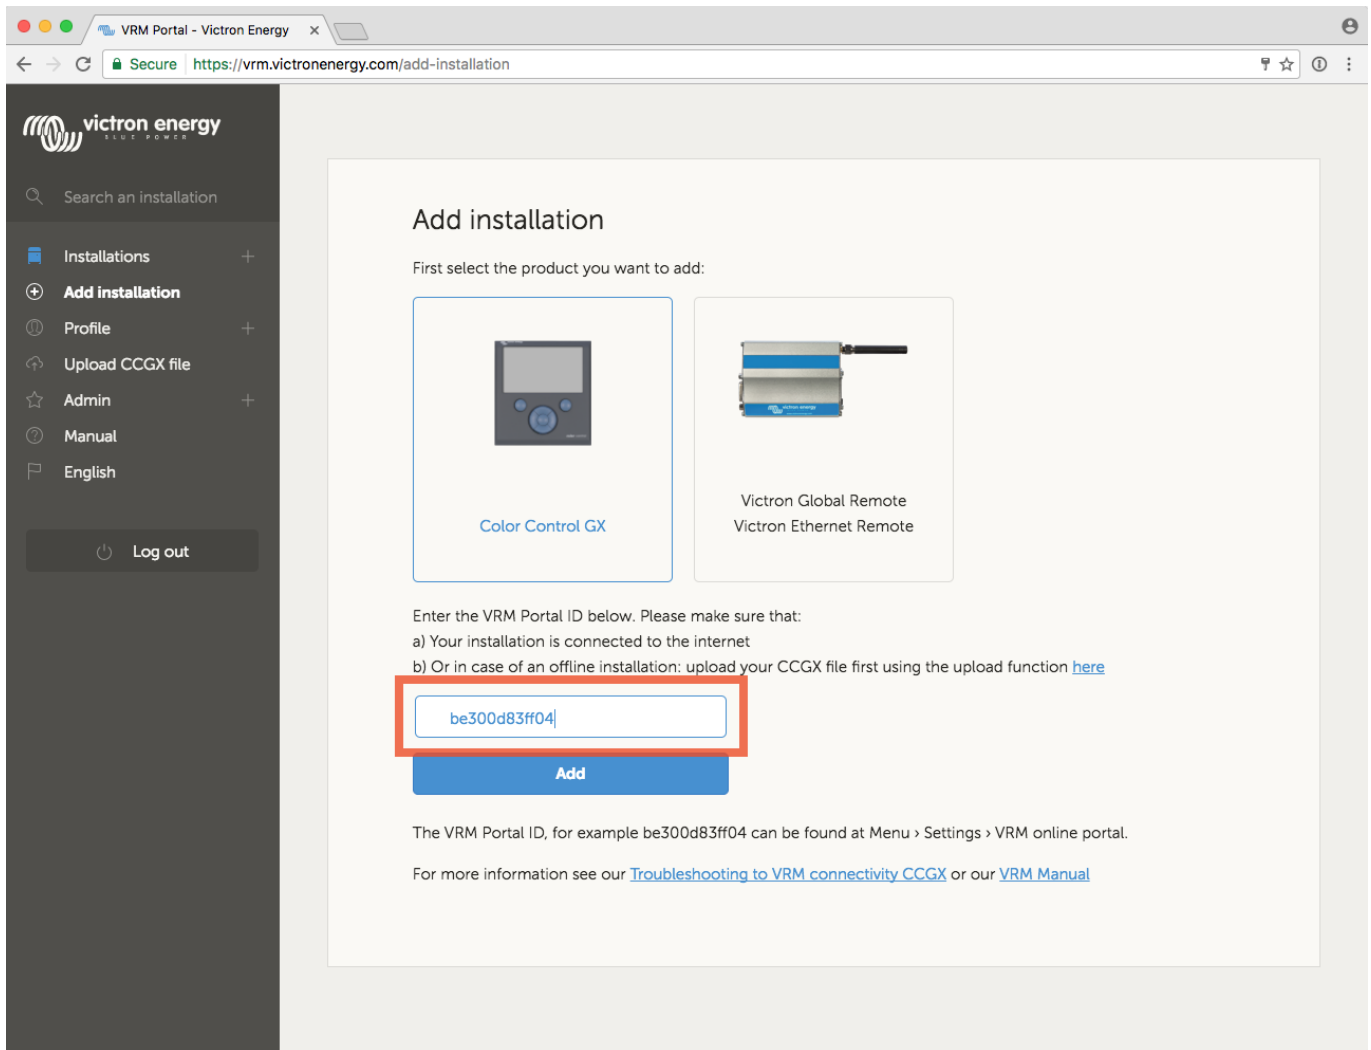 VRM Portal - Victron Energy
Secure https://vrm.victronenergy.com/add-installation
victron energy
BLUE POWER
Search an installation
Installations
Add installation
Profile
Upload CCGX file
Admin
Manual
English
Log out
Add installation
First select the product you want to add:
Color Control GX
victron energy
Victron Global Remote
Victron Ethernet Remote
Enter the VRM Portal ID below. Please make sure that:
a) Your installation is connected to the internet
b) Or in case of an offline installation: upload your CCGX file first using the upload function here
be300d83ff04
Add
The VRM Portal ID, for example be300d83ff04 can be found at Menu › Settings › VRM online portal.
For more information see our Troubleshooting to VRM connectivity CCGX or our VRM Manual